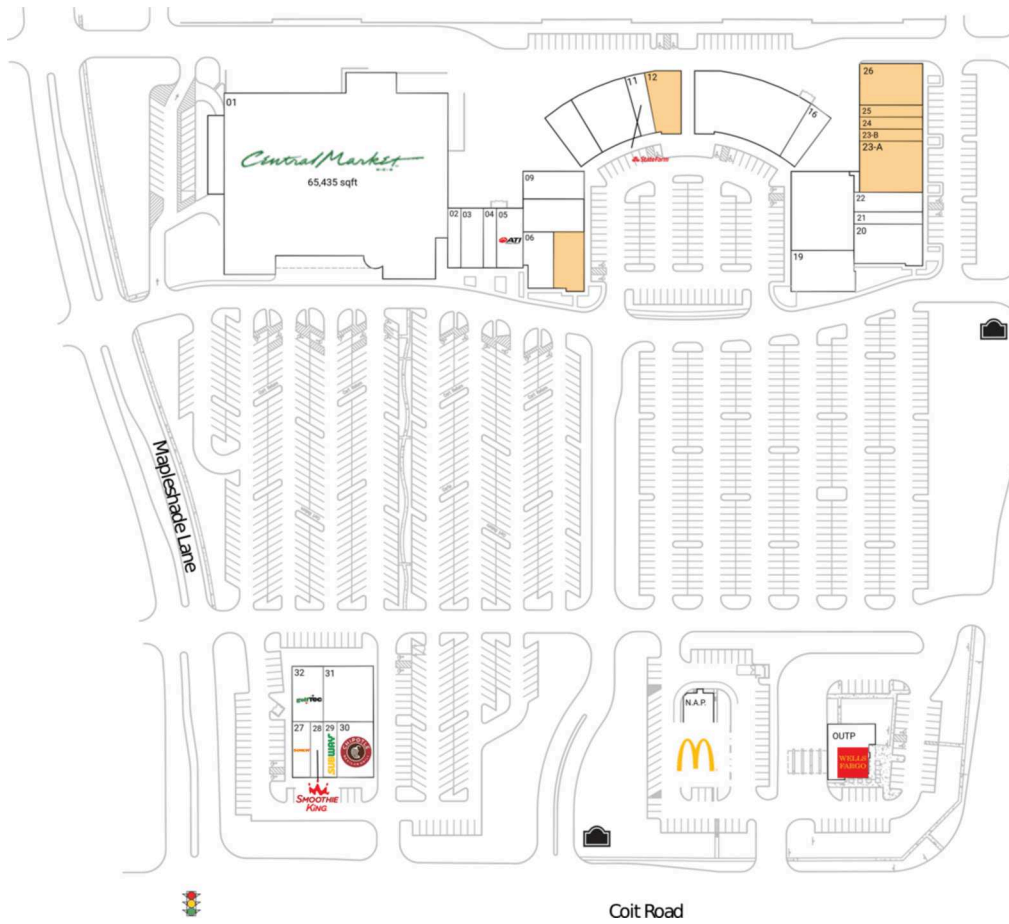 01
Central Market
H·E·B
65,435 sqft
02
03
04
05
ATI
09
06
11
12
StateFarm
16
26
25
24
23-B
23-A
22
21
20
19
Mapleshade Lane
32
31
golfTEC
27
28
29
30
SUBWAY
CHIPOTLE
SMOOTHIE
KING
N.A.P.
OUTP
WELLS
FARGO
Coit Road